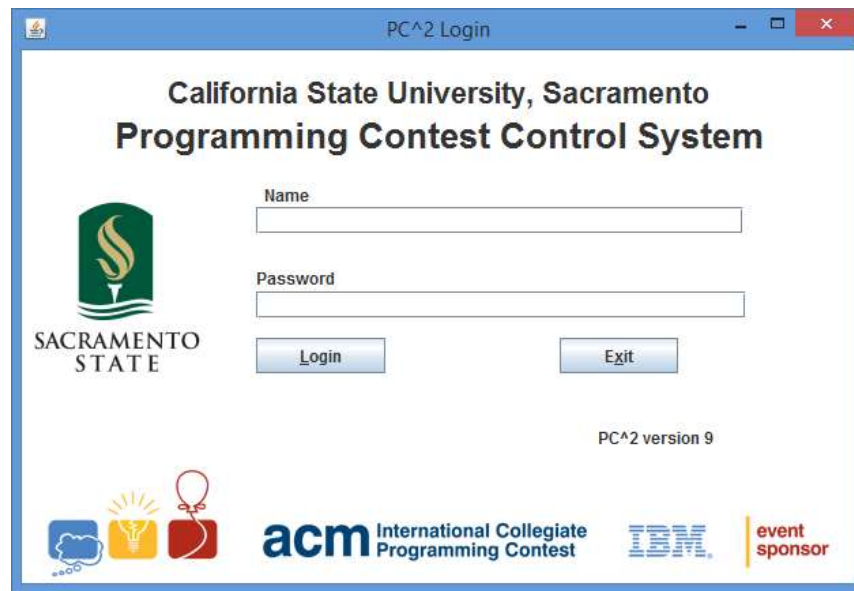 PC^2 Login
California State University, Sacramento
Programming Contest Control System
Name
Password
SACRAMENTO
STATE
Login
Exit
PC^2 version 9
acm International Collegiate
Programming Contest
IBM.
event
sponsor